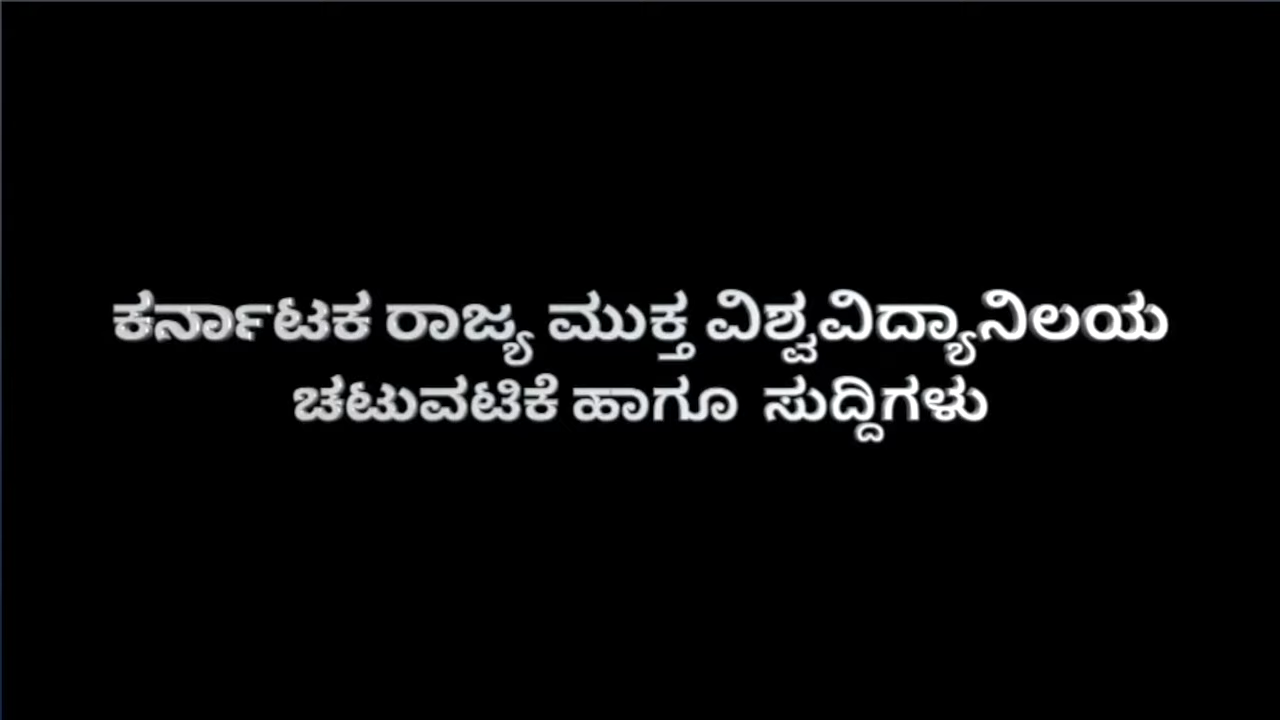 ಕರ್ನಾಟಕ ರಾಜ್ಯ ಮುಕ್ತ ವಿಶ್ವವಿದ್ಯಾನಿಲಯ
ಚಟುವಟಿಕೆ ಹಾಗೂ ಸುದ್ದಿಗಳು